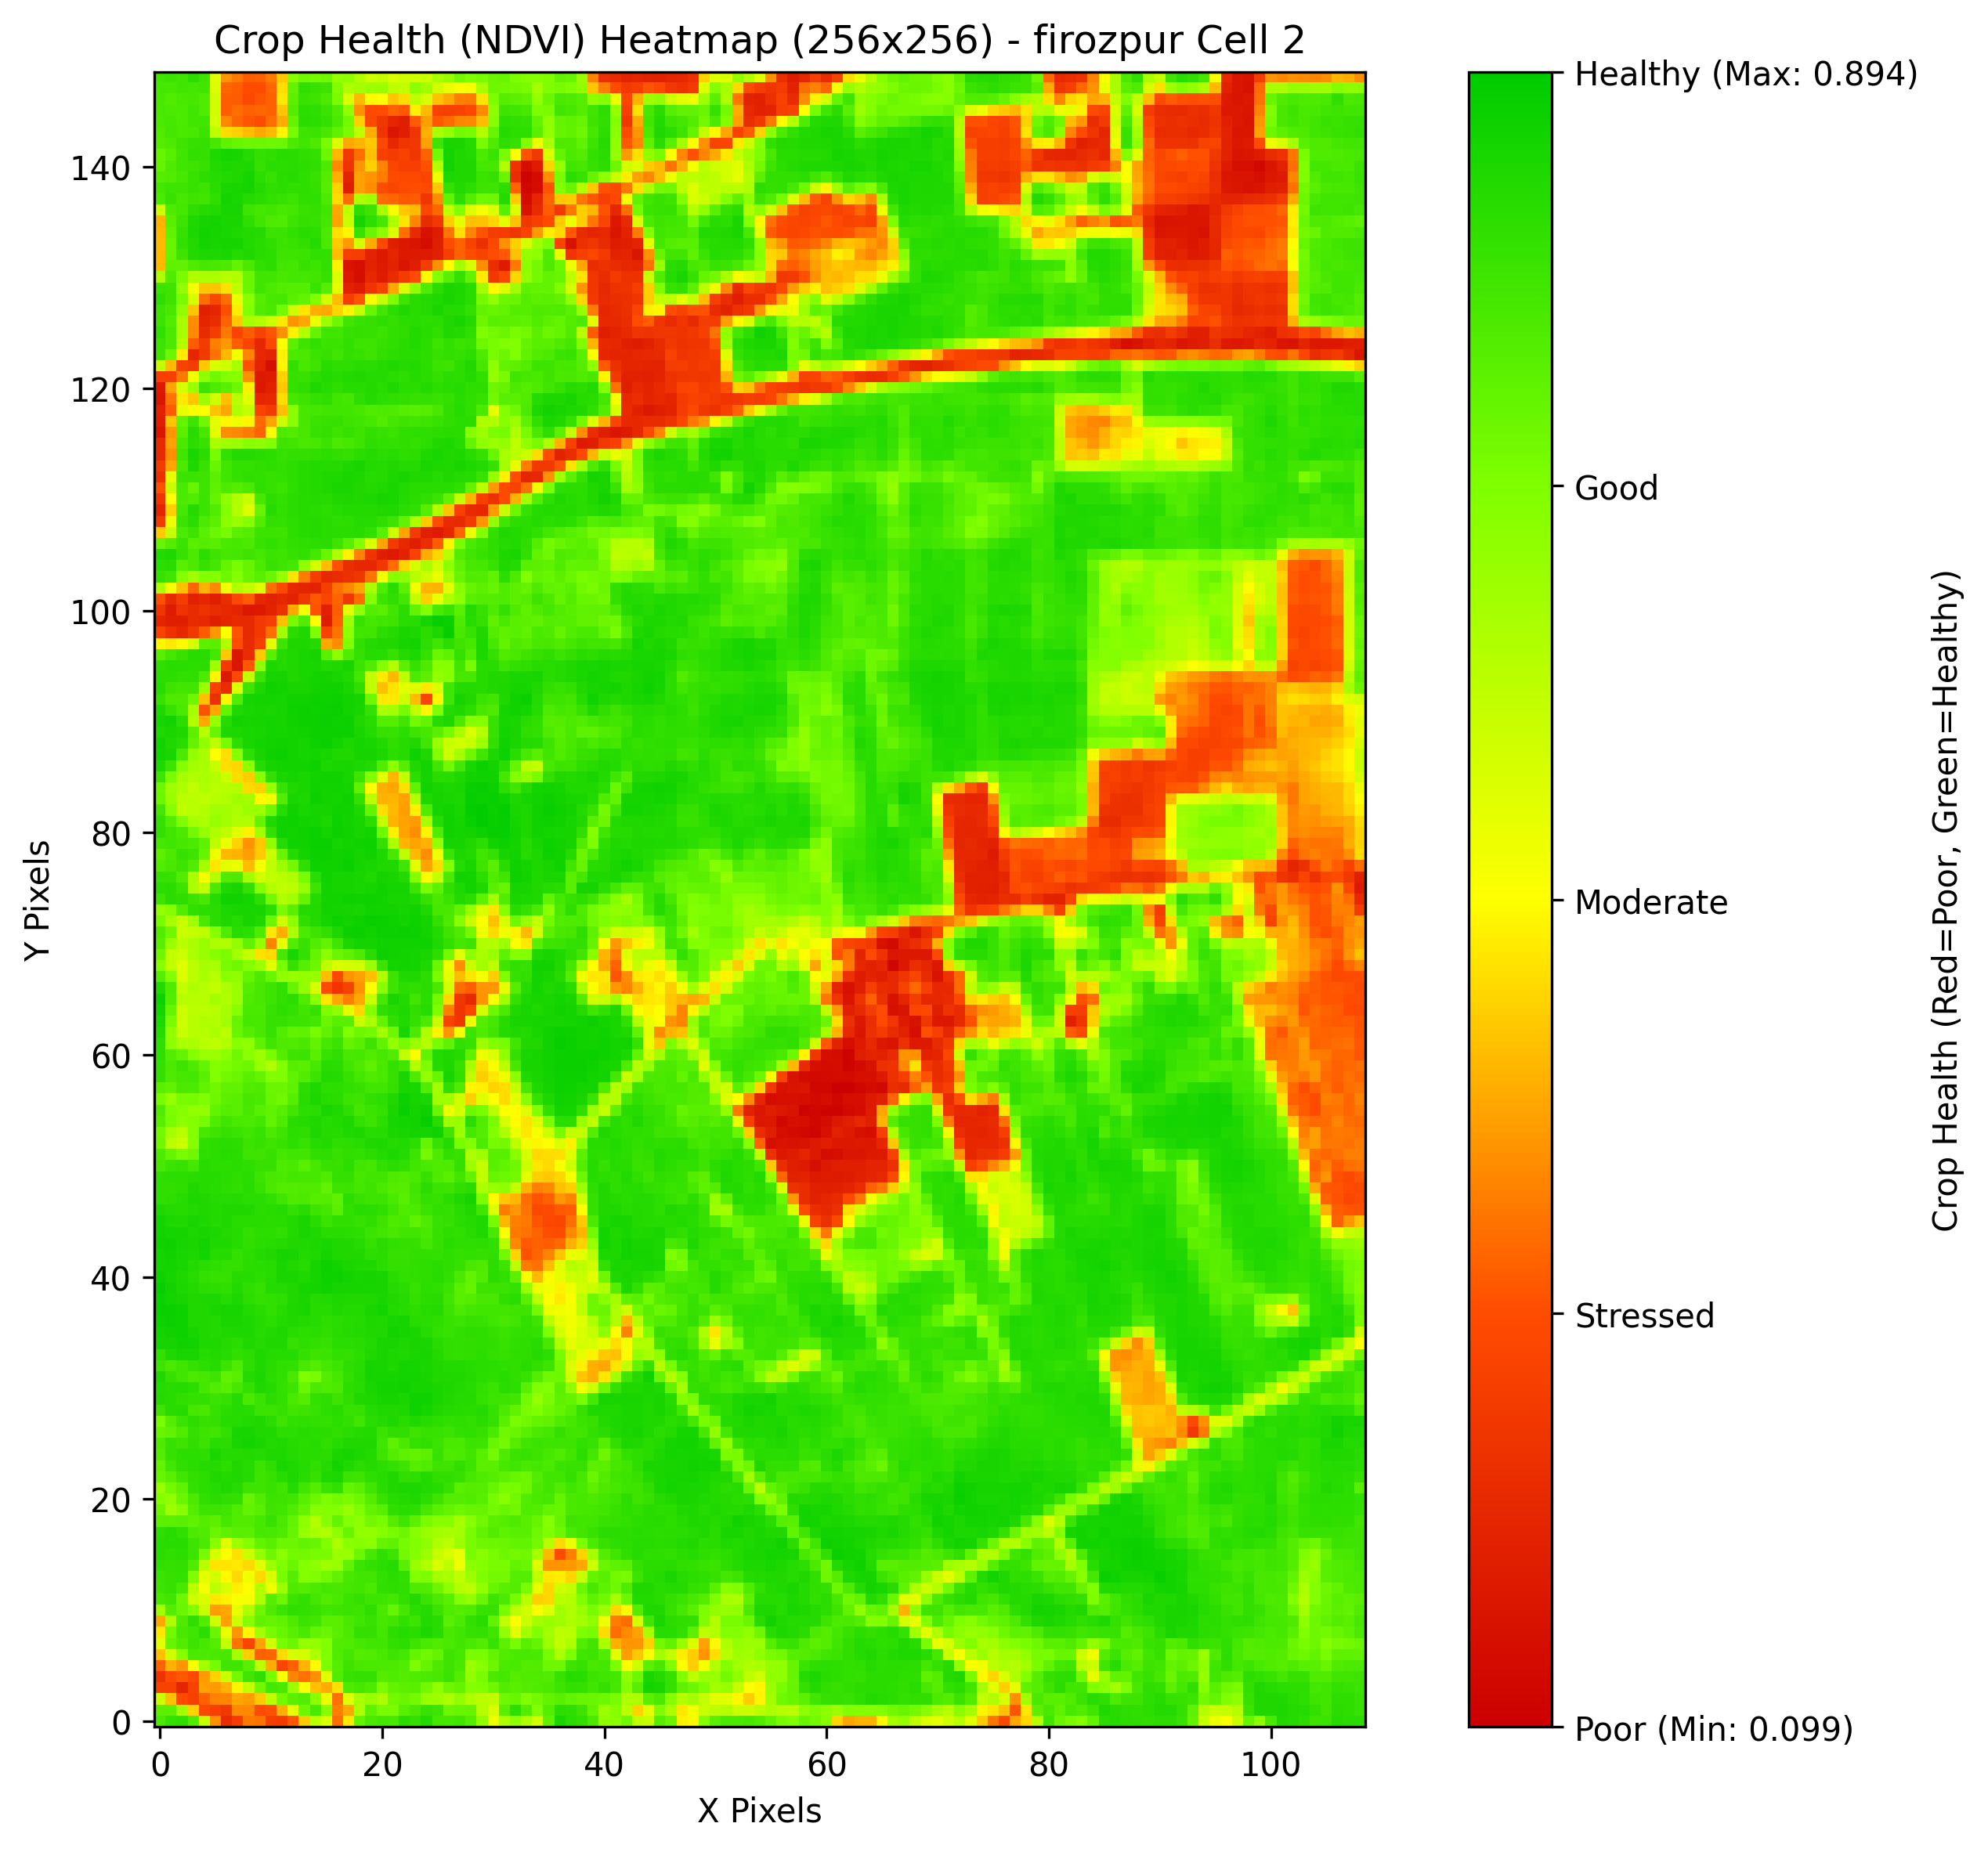 Crop Health (NDVI) Heatmap (256x256) - firozpur Cell 2
Healthy (Max: 0.894)
Good
Moderate
Stressed
Poor (Min: 0.099)
Crop Health (Red=Poor, Green=Healthy)
Y Pixels
140
120
100
80
60
40
20
0
0 20 40 60 80 100
X Pixels